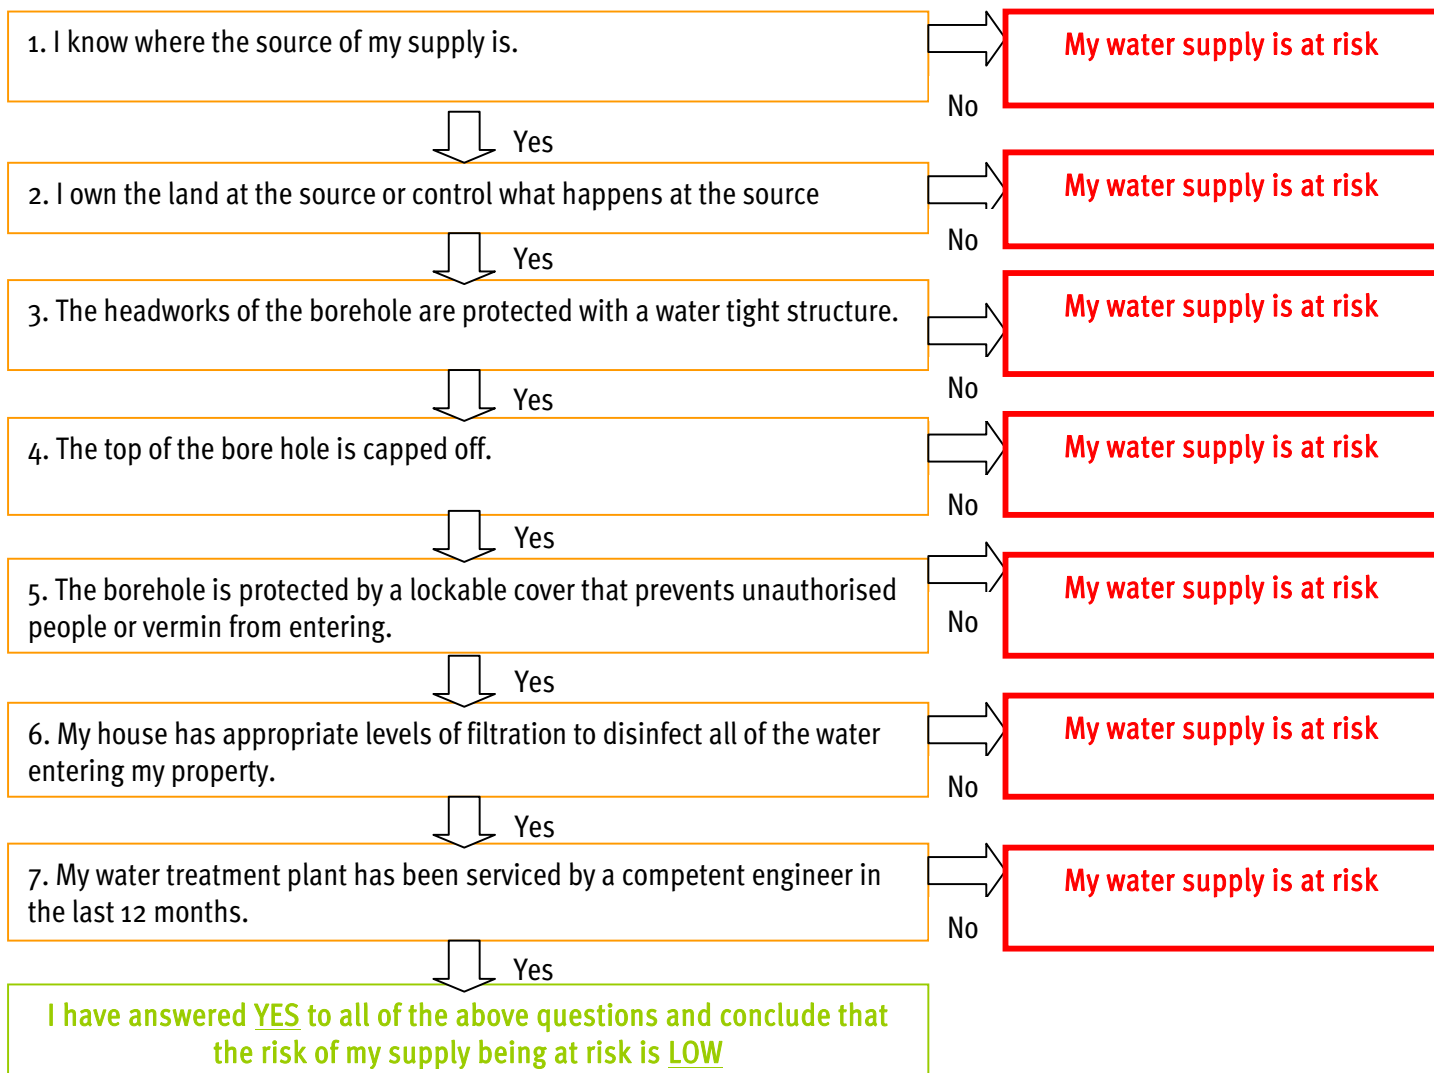 1. I know where the source of my supply is.
My water supply is at risk
No
Yes
2. I own the land at the source or control what happens at the source
My water supply is at risk
No
Yes
3. The headworks of the borehole are protected with a water tight structure.
My water supply is at risk
No
Yes
4. The top of the bore hole is capped off.
My water supply is at risk
No
Yes
5. The borehole is protected by a lockable cover that prevents unauthorised
people or vermin from entering.
My water supply is at risk
No
Yes
6. My house has appropriate levels of filtration to disinfect all of the water
entering my property.
My water supply is at risk
No
Yes
7. My water treatment plant has been serviced by a competent engineer in
the last 12 months.
My water supply is at risk
No
Yes
I have answered YES to all of the above questions and conclude that
the risk of my supply being at risk is LOW